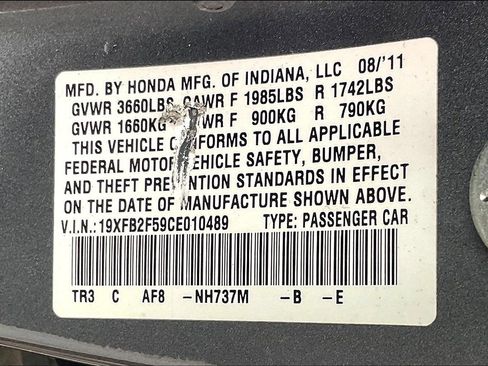 MFD. BY HONDA MFG. OF INDIANA, LLC 08/'11
GVWR 3660LBS GAWR F 1985LBS R 1742LBS
GVWR 1660KG GAWR F 900KG R 790KG
THIS VEHICLE CONFORMS TO ALL APPLICABLE
FEDERAL MOTOR VEHICLE SAFETY, BUMPER,
AND THEFT PREVENTION STANDARDS IN EFFECT
ON THE DATE OF MANUFACTURE SHOWN ABOVE.
V.I.N.: 19XFB2F59CE010489 TYPE: PASSENGER CAR
TR3 C AF8 -NH737M -B -E